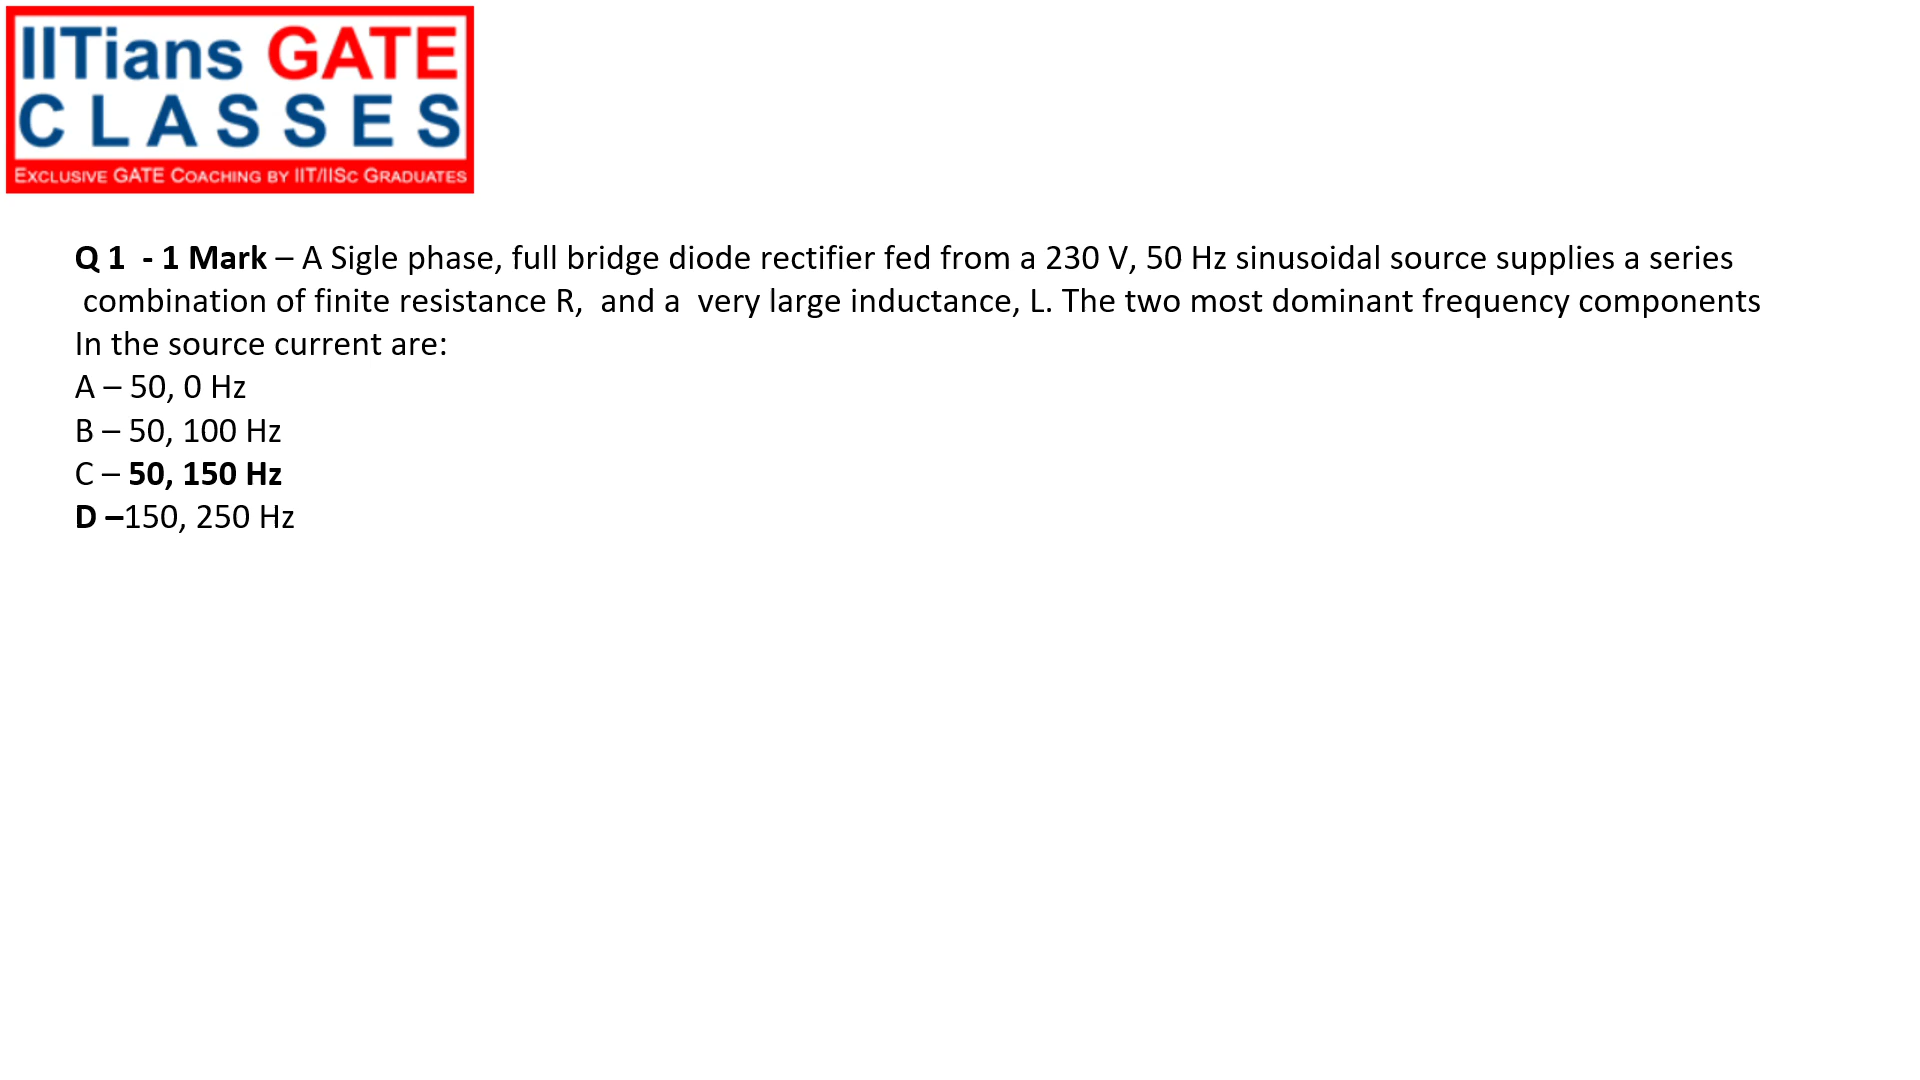 IITians GATE
CLASSES
EXCLUSIVE GATE COACHING BY IIT/IISC GRADUATES
Q 1 - 1 Mark – A Sigle phase, full bridge diode rectifier fed from a 230 V, 50 Hz sinusoidal source supplies a series
combination of finite resistance R, and a very large inductance, L. The two most dominant frequency components
In the source current are:
A – 50, 0 Hz
B – 50, 100 Hz
C – 50, 150 Hz
D –150, 250 Hz